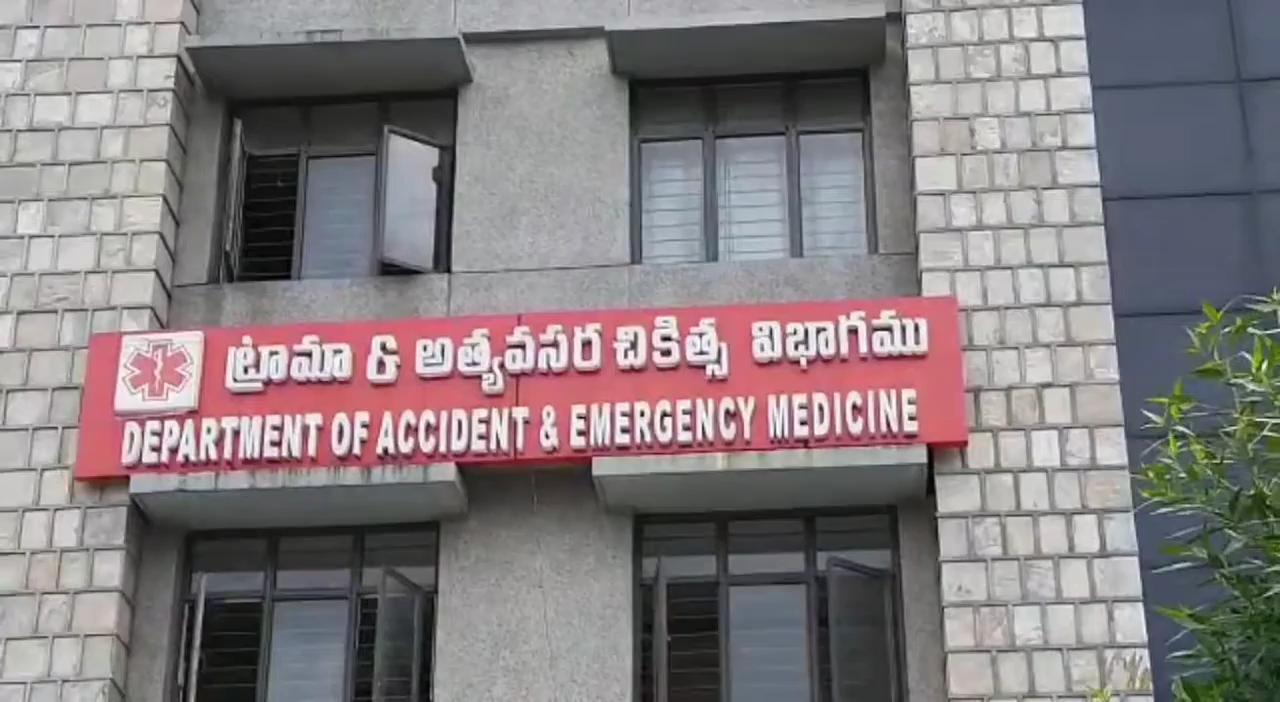 ట్రామా & అత్యవసర చికిత్స విభాగము
DEPARTMENT OF ACCIDENT & EMERGENCY MEDICINE